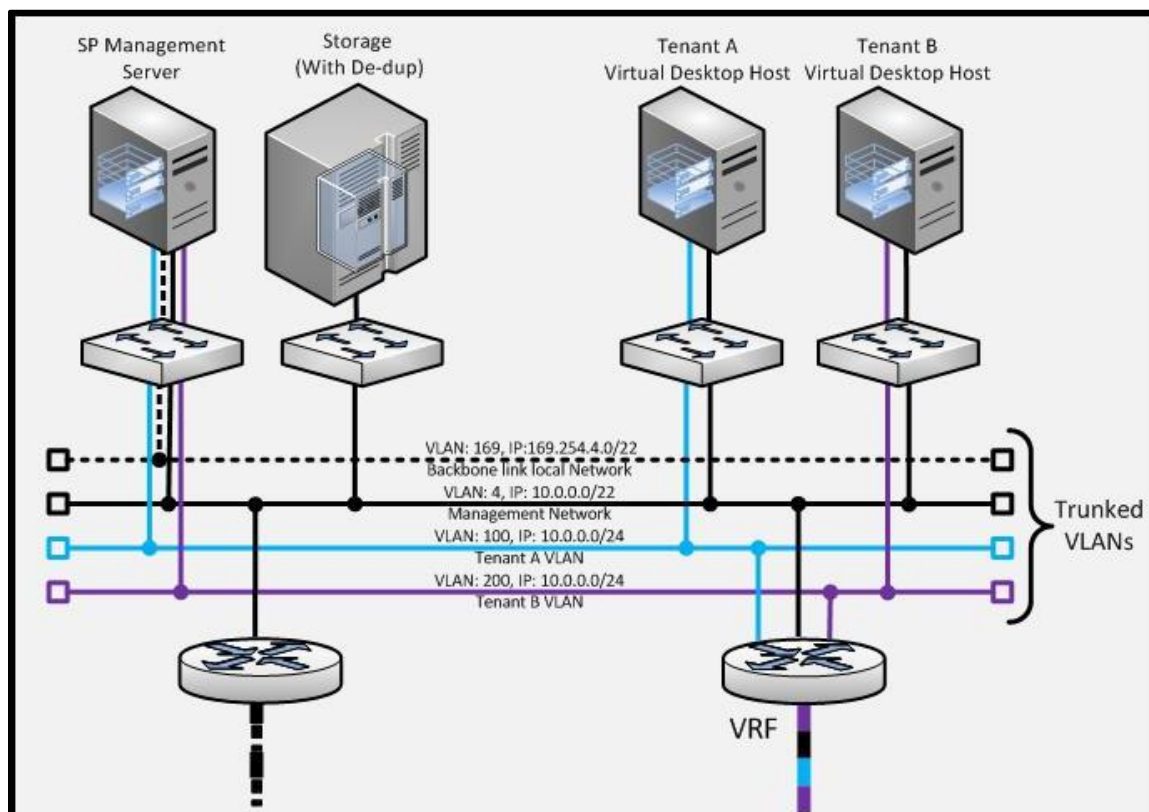 SP Management
Server
Storage
(With De-dup)
Tenant A
Virtual Desktop Host
Tenant B
Virtual Desktop Host
VLAN: 169, IP:169.254.4.0/22
Backbone link local Network
VLAN: 4, IP: 10.0.0.0/22
Management Network
VLAN: 100, IP: 10.0.0.0/24
Tenant A VLAN
VLAN: 200, IP: 10.0.0.0/24
Tenant B VLAN
Trunked
VLANs
VRF